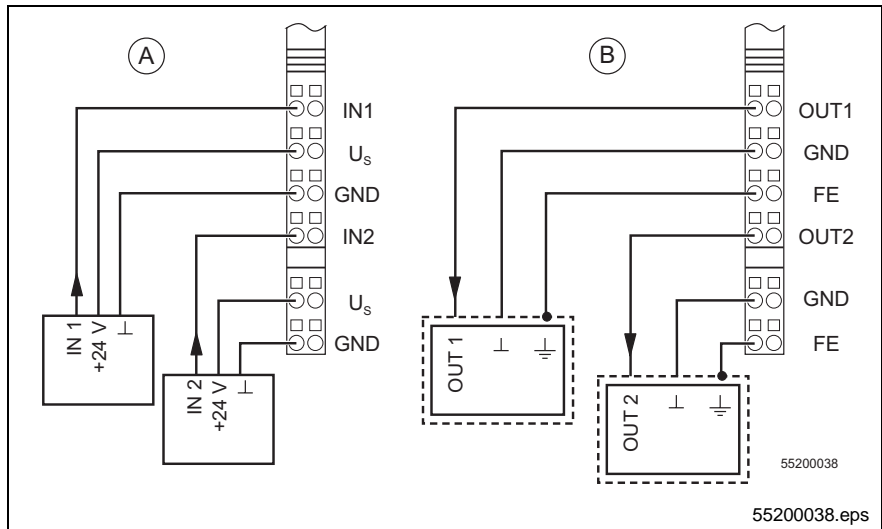 A
IN1
U_S
GND
IN2
U_S
GND
IN 1
+24 V
⊥
IN 2
+24 V
⊥
B
OUT1
GND
FE
OUT2
GND
FE
OUT 1
⊥
⏚
OUT 2
⊥
⏚
55200038
55200038.eps